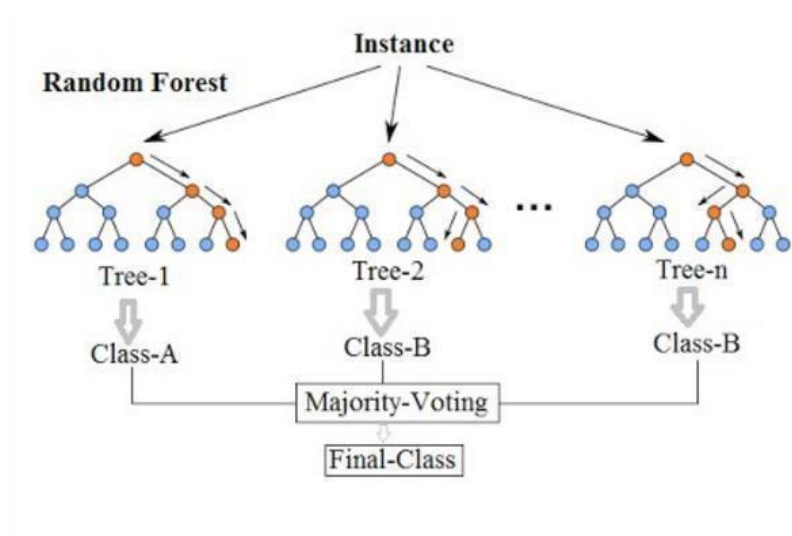 Instance
Random Forest
...
Tree-1
Tree-2
Tree-n
Class-A
Class-B
Class-B
Majority-Voting
Final-Class